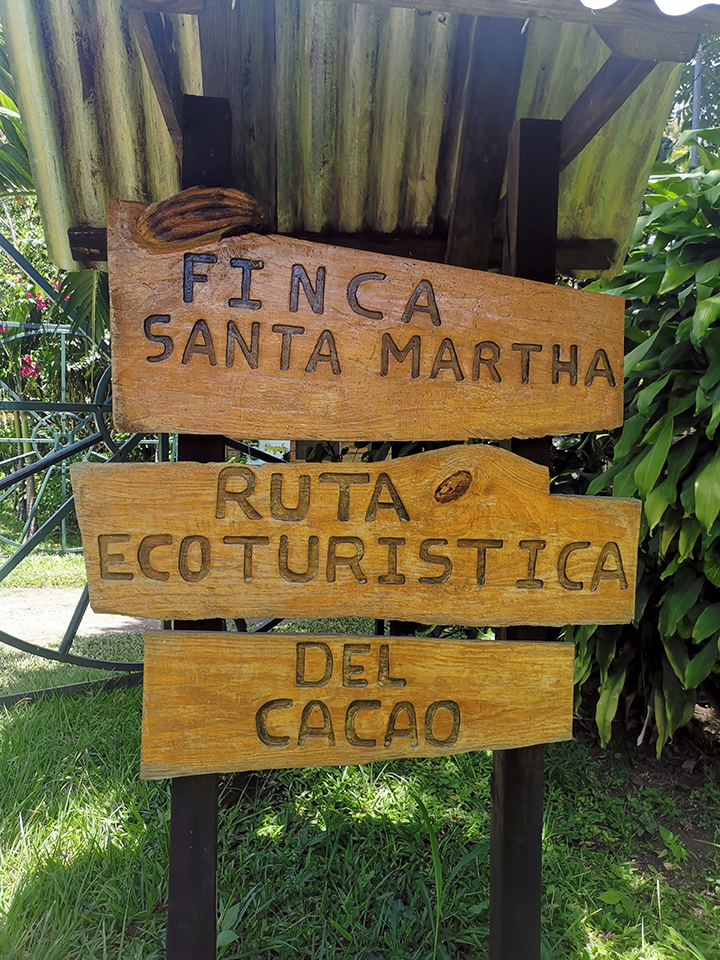 FINCA
SANTA MARTHA
RUTA
ECOTURISTICA
DEL
CACAO